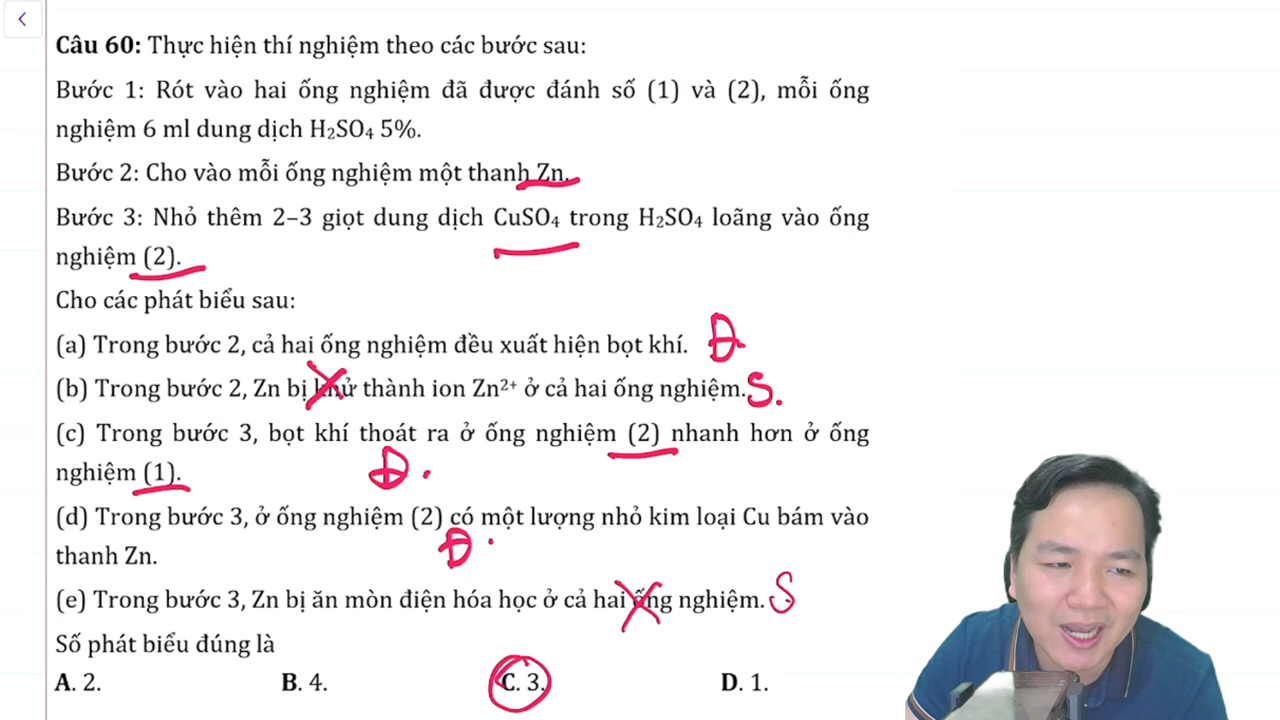 Câu 60: Thực hiện thí nghiệm theo các bước sau:
Bước 1: Rót vào hai ống nghiệm đã được đánh số (1) và (2), mỗi ống
nghiệm 6 ml dung dịch H₂SO₄ 5%.
Bước 2: Cho vào mỗi ống nghiệm một thanh Zn.
Bước 3: Nhỏ thêm 2–3 giọt dung dịch CuSO₄ trong H₂SO₄ loãng vào ống
nghiệm (2).
Cho các phát biểu sau:
(a) Trong bước 2, cả hai ống nghiệm đều xuất hiện bọt khí. Đ
(b) Trong bước 2, Zn bị khử thành ion Zn²⁺ ở cả hai ống nghiệm. S.
(c) Trong bước 3, bọt khí thoát ra ở ống nghiệm (2) nhanh hơn ở ống
nghiệm (1). Đ.
(d) Trong bước 3, ở ống nghiệm (2) có một lượng nhỏ kim loại Cu bám vào
thanh Zn. Đ.
(e) Trong bước 3, Zn bị ăn mòn điện hóa học ở cả hai ống nghiệm. S
Số phát biểu đúng là
A. 2. B. 4. C. 3. D. 1.